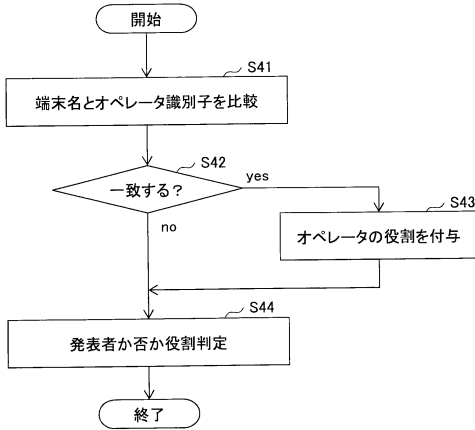 開始
S41
端末名とオペレータ識別子を比較
S42
一致する?
yes
no
S43
オペレータの役割を付与
S44
発表者か否か役割判定
終了